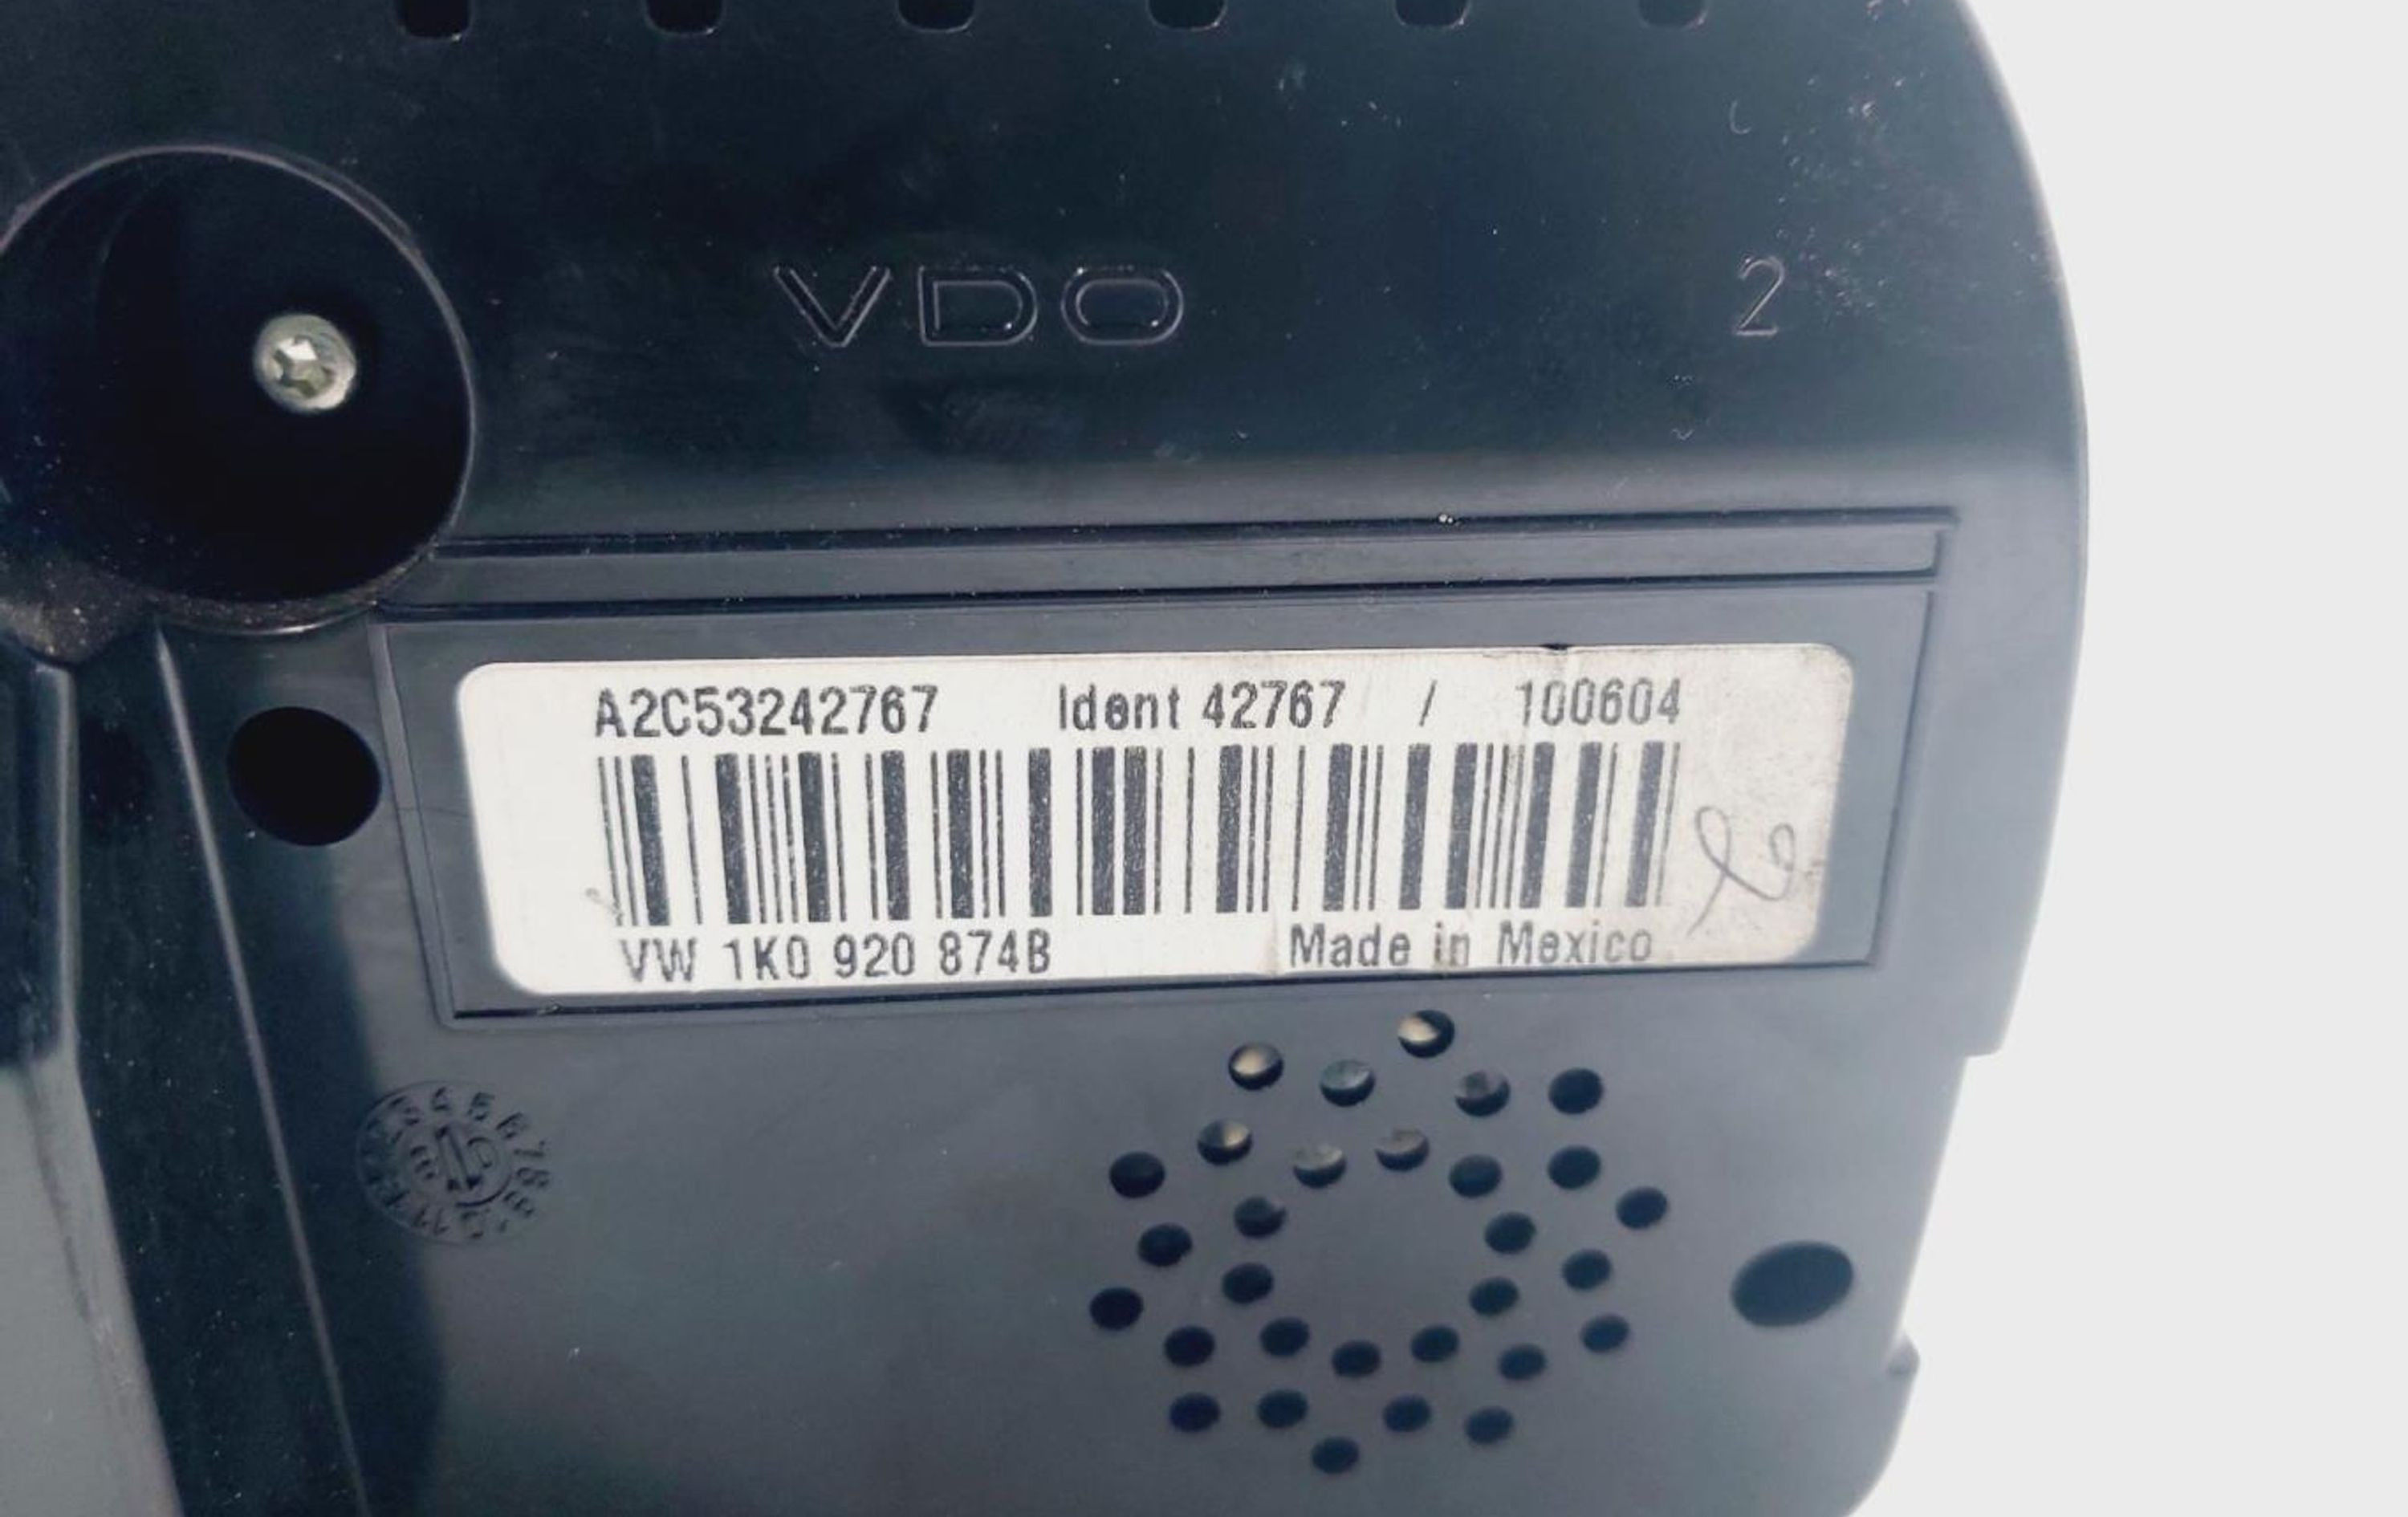 VDO
2
A2C53242767 Ident 42767 / 100604
VW 1K0 920 874B Made in Mexico